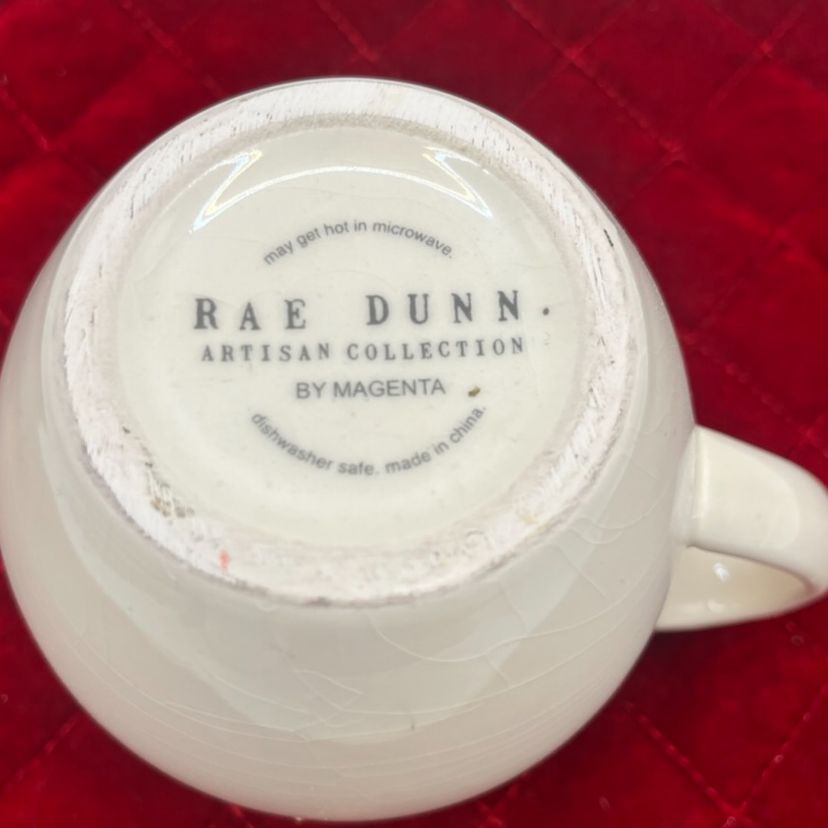 may get hot in microwave.
RAE DUNN.
ARTISAN COLLECTION
BY MAGENTA
dishwasher safe. made in china.